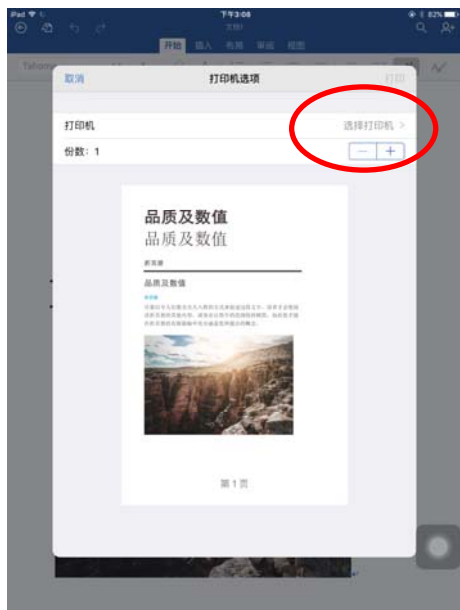 iPad 下午3:08 82%
文档1
开始 插入 布局 审阅 视图
Tahoma
取消 打印机选项 打印
打印机 选择打印机 >
份数：1 − +
品质及数值
品质及数值
品质及数值
第 1 页